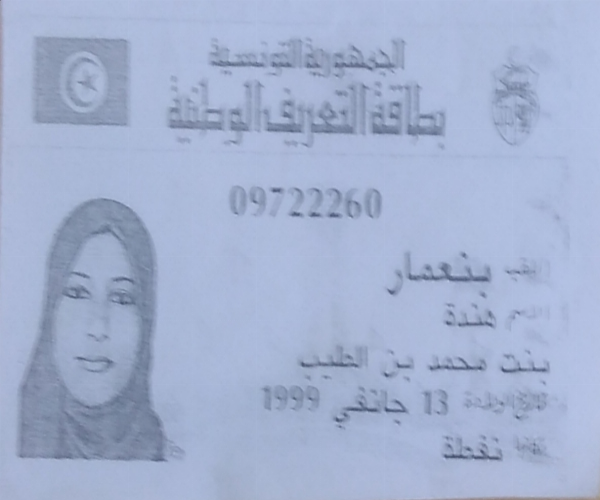 الجمهورية التونسية
بطاقة التعريف الوطنية
09722260
اللقب بنعمار
الاسم هندة
بنت محمد بن الطيب
تاريخ الولادة 13 جانفي 1999
مكانها نفطة